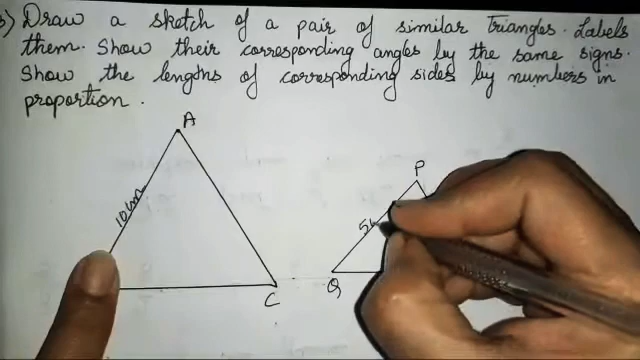 3) Draw a sketch of a pair of similar Triangles. Labels
them. Show their corresponding angles by the same signs.
Show the lengths of corresponding sides by numbers in
proportion.
A
P
10cm
Q
C